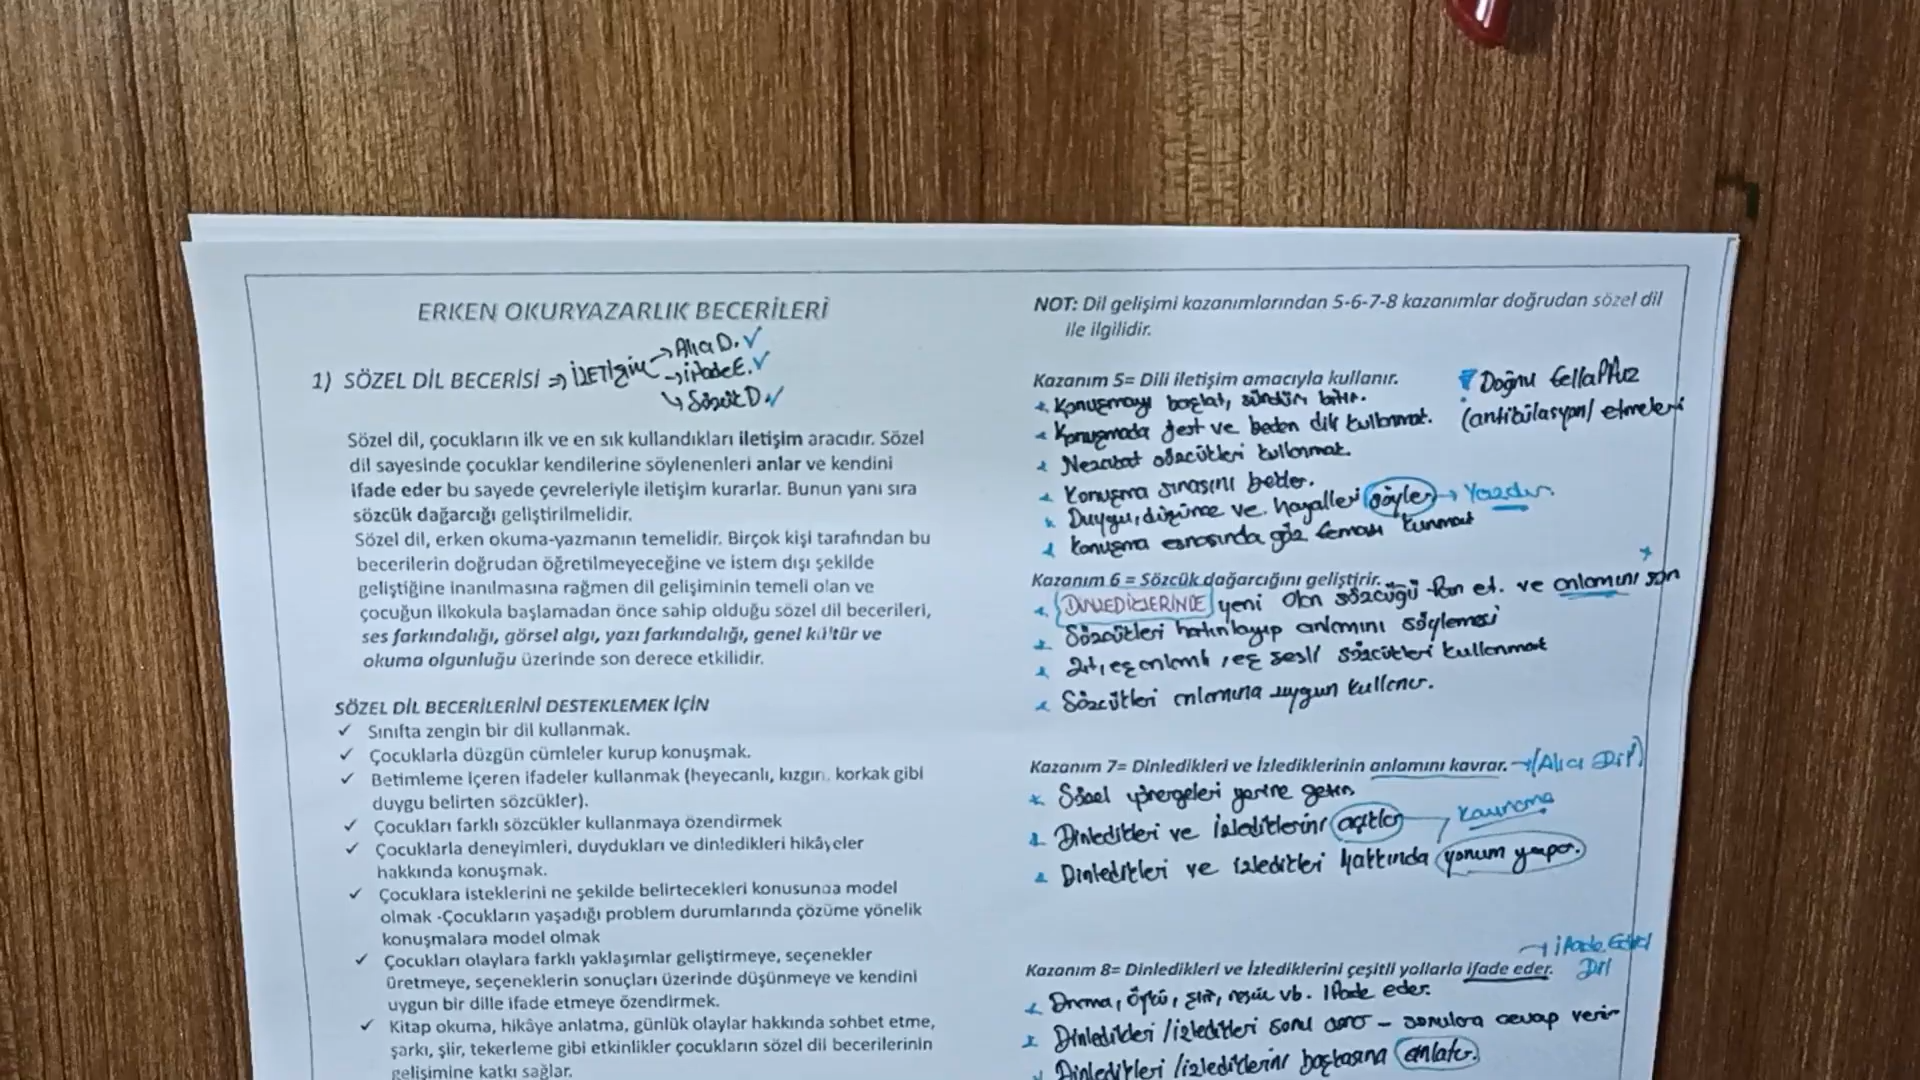 ERKEN OKURYAZARLIK BECERİLERİ
1) SÖZEL DİL BECERİSİ ⇒ İLETİŞİM
→ Alıcı D. ✓
→ İfade E. ✓
↳ Sözcük D. ✓
Sözel dil, çocukların ilk ve en sık kullandıkları iletişim aracıdır. Sözel
dil sayesinde çocuklar kendilerine söylenenleri anlar ve kendini
ifade eder bu sayede çevreleriyle iletişim kurarlar. Bunun yanı sıra
sözcük dağarcığı geliştirilmelidir.
Sözel dil, erken okuma-yazmanın temelidir. Birçok kişi tarafından bu
becerilerin doğrudan öğretilmeyeceğine ve istem dışı şekilde
geliştiğine inanılmasına rağmen dil gelişiminin temeli olan ve
çocuğun ilkokula başlamadan önce sahip olduğu sözel dil becerileri,
ses farkındalığı, görsel algı, yazı farkındalığı, genel kültür ve
okuma olgunluğu üzerinde son derece etkilidir.
SÖZEL DİL BECERİLERİNİ DESTEKLEMEK İÇİN
✓ Sınıfta zengin bir dil kullanmak.
✓ Çocuklarla düzgün cümleler kurup konuşmak.
✓ Betimleme içeren ifadeler kullanmak (heyecanlı, kızgın, korkak gibi
duygu belirten sözcükler).
✓ Çocukları farklı sözcükler kullanmaya özendirmek
✓ Çocuklarla deneyimleri, duydukları ve dinledikleri hikâyeler
hakkında konuşmak.
✓ Çocuklara isteklerini ne şekilde belirtecekleri konusunda model
olmak -Çocukların yaşadığı problem durumlarında çözüme yönelik
konuşmalara model olmak
✓ Çocukları olaylara farklı yaklaşımlar geliştirmeye, seçenekler
üretmeye, seçeneklerin sonuçları üzerinde düşünmeye ve kendini
uygun bir dille ifade etmeye özendirmek.
✓ Kitap okuma, hikâye anlatma, günlük olaylar hakkında sohbet etme,
şarkı, şiir, tekerleme gibi etkinlikler çocukların sözel dil becerilerinin
gelişimine katkı sağlar.
NOT: Dil gelişimi kazanımlarından 5-6-7-8 kazanımlar doğrudan sözel dil
ile ilgilidir.
Kazanım 5= Dili iletişim amacıyla kullanır.
Konuşmayı başlat, sürdür, bitir.
Konuşmada jest ve beden dili kullanmak.
Nezaket sözcükleri kullanmak.
Konuşma sırasını bekler.
Duygu, düşünce ve hayalleri söyler → Yazdır.
Konuşma esnasında göz teması kurmak
Doğru Tellaffuz
(antibülasyon) etmeleri
Kazanım 6 = Sözcük dağarcığını geliştirir.
DİNLEDİKLERİNDE yeni olan sözcüğü fark et. ve anlamını sor
Sözcükleri hatırlayıp anlamını söylemesi
Zıt, eş anlamlı, eş sesli sözcükleri kullanmak
Sözcükleri anlamına uygun kullanır.
Kazanım 7= Dinledikleri ve İzlediklerinin anlamını kavrar. → (Alıcı Dil)
Sözel yönergeleri yerine getirir
Dinledikleri ve izlediklerini açıklar
Kavrama
Dinledikleri ve izledikleri hakkında yorum yapar.
→ İfade Edici
Dil
Kazanım 8= Dinledikleri ve İzlediklerini çeşitli yollarla ifade eder.
Drama, öykü, şiir, resim vb. ifade eder.
Dinledikleri / izledikleri soru sorar - sorulara cevap verir
Dinledikleri / izlediklerini başkasına anlatır.